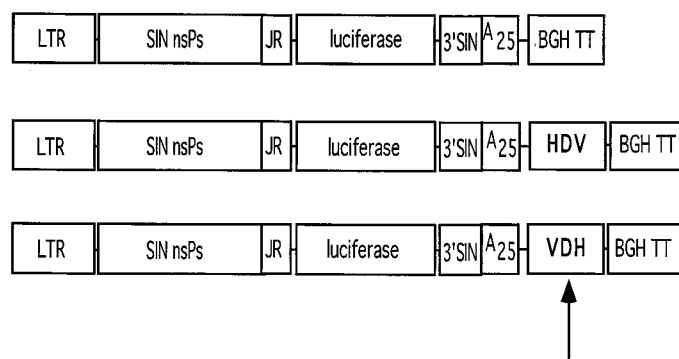 LTR SIN nsPs JR luciferase 3'SIN A25 BGH TT
LTR SIN nsPs JR luciferase 3'SIN A25 HDV BGH TT
LTR SIN nsPs JR luciferase 3'SIN A25 VDH BGH TT